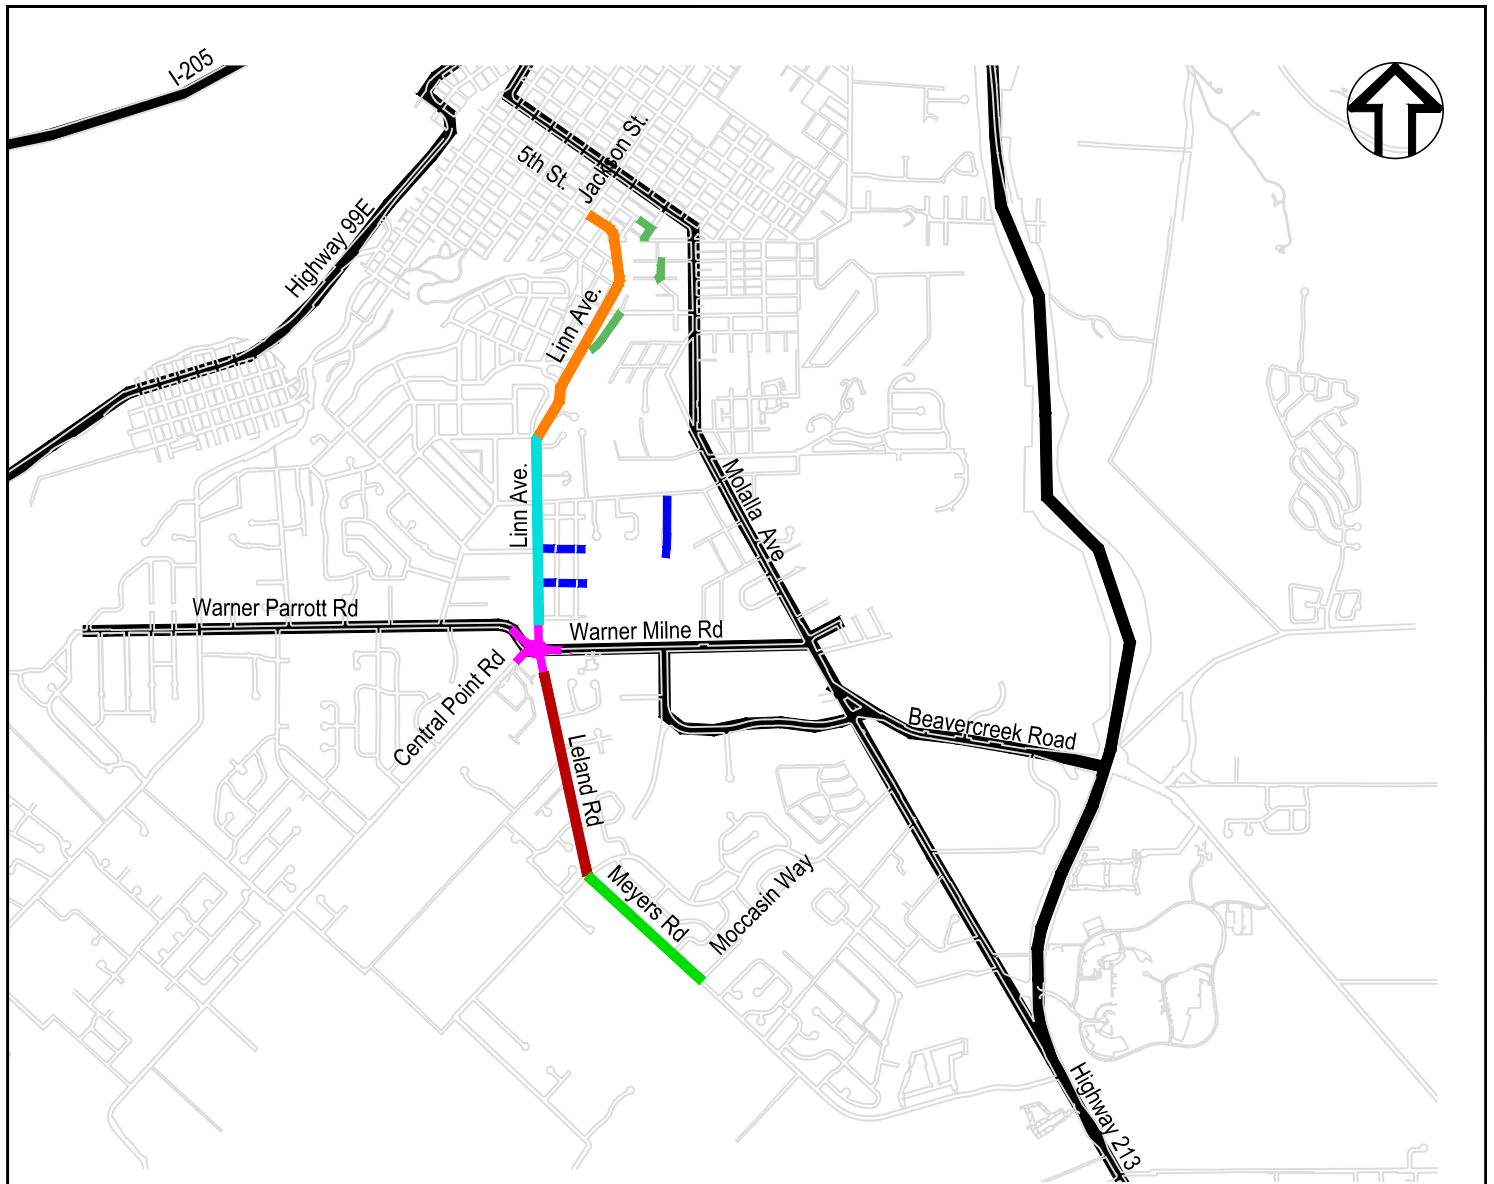 I-205
Jackson St.
5th St.
Highway 99E
Linn Ave.
Linn Ave.
Molalla Ave
Warner Parrott Rd
Warner Milne Rd
Central Point Rd
Beavercreek Road
Leland Rd
Meyers Rd
Moccasin Way
Highway 213